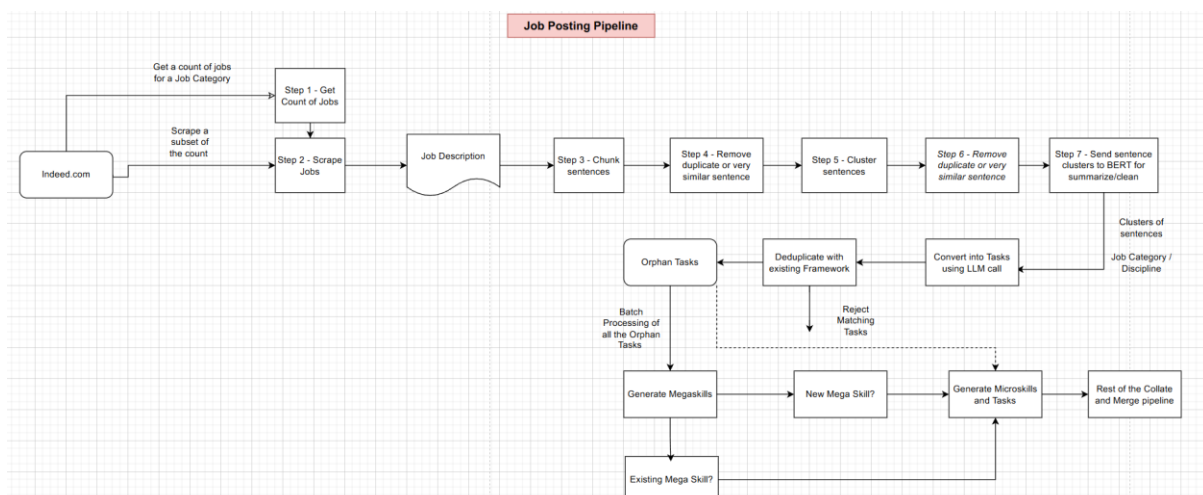 Job Posting Pipeline
Get a count of jobs
for a Job Category
Step 1 - Get
Count of Jobs
Scrape a
subset of
the count
Indeed.com
Step 2 - Scrape
Jobs
Job Description
Step 3 - Chunk
sentences
Step 4 - Remove
duplicate or very
similar sentence
Step 5 - Cluster
sentences
Step 6 - Remove
duplicate or very
similar sentence
Step 7 - Send sentence
clusters to BERT for
summarize/clean
Clusters of
sentences
Job Category /
Discipline
Convert into Tasks
using LLM call
Deduplicate with
existing Framework
Orphan Tasks
Reject
Matching
Tasks
Batch
Processing of
all the Orphan
Tasks
Generate Megaskills
New Mega Skill?
Generate Microskills
and Tasks
Rest of the Collate
and Merge pipeline
Existing Mega Skill?